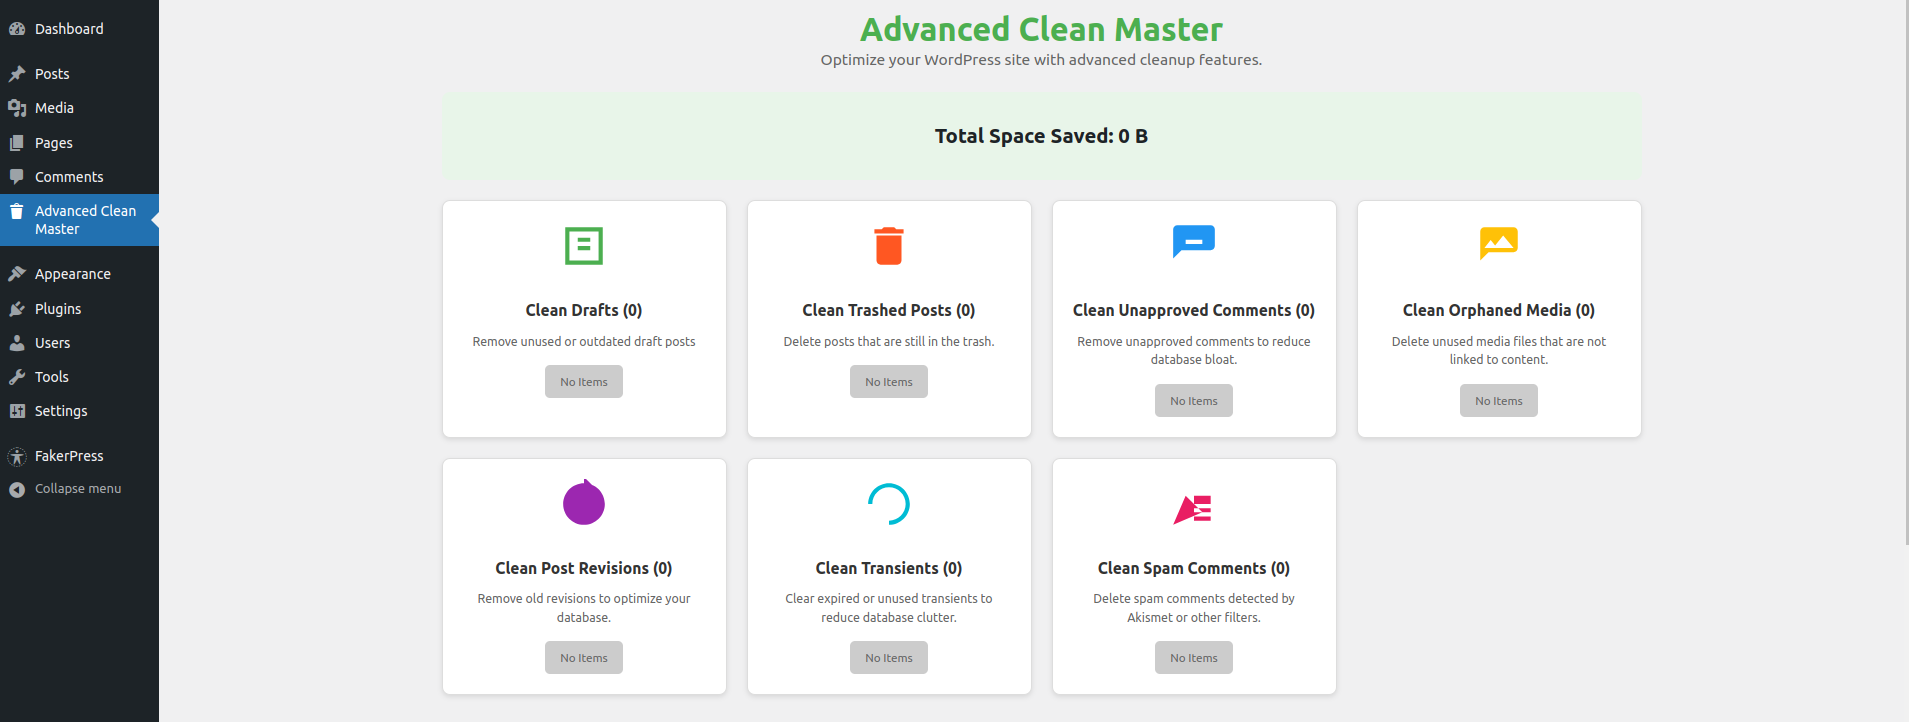 Dashboard
Posts
Media
Pages
Comments
Advanced Clean
Master
Appearance
Plugins
Users
Tools
Settings
FakerPress
Collapse menu
Advanced Clean Master
Optimize your WordPress site with advanced cleanup features.
Total Space Saved: 0 B
Clean Drafts (0)
Remove unused or outdated draft posts
No Items
Clean Trashed Posts (0)
Delete posts that are still in the trash.
No Items
Clean Unapproved Comments (0)
Remove unapproved comments to reduce
database bloat.
No Items
Clean Orphaned Media (0)
Delete unused media files that are not
linked to content.
No Items
Clean Post Revisions (0)
Remove old revisions to optimize your
database.
No Items
Clean Transients (0)
Clear expired or unused transients to
reduce database clutter.
No Items
Clean Spam Comments (0)
Delete spam comments detected by
Akismet or other filters.
No Items